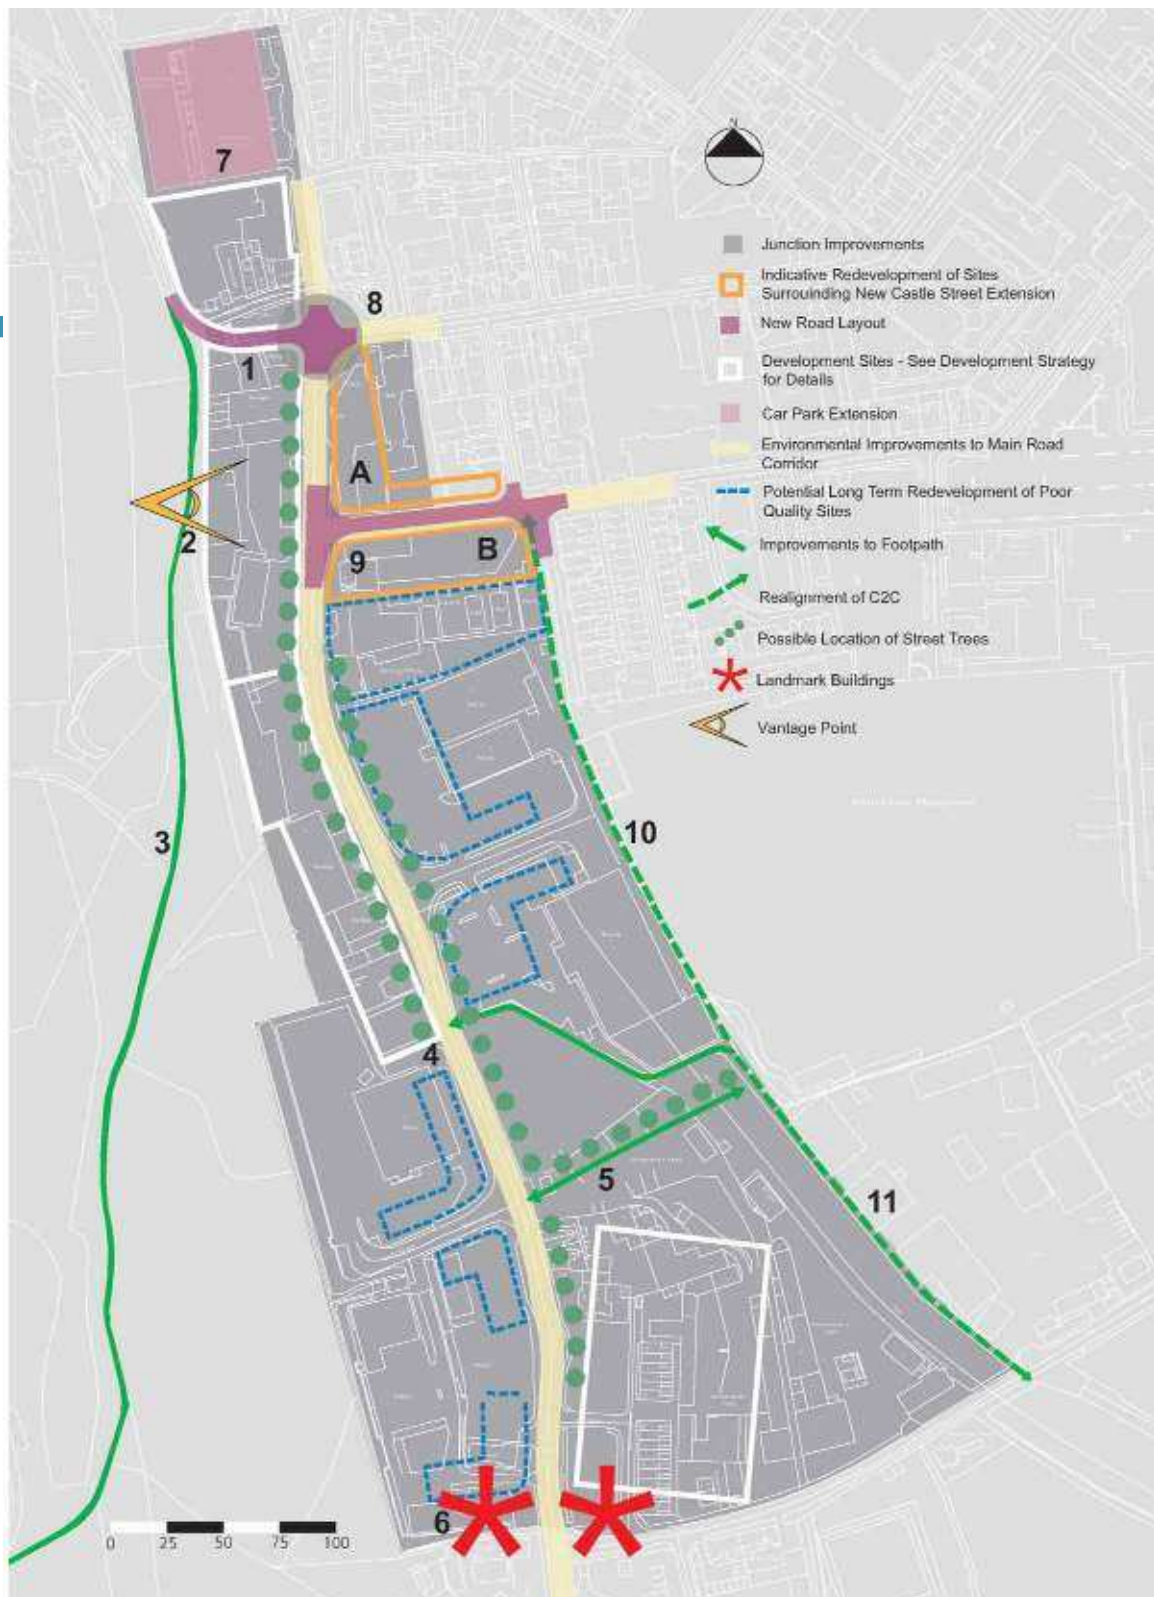 7
N
Junction Improvements
Indicative Redevelopment of Sites
Surrouinding New Castle Street Extension
8
New Road Layout
1
Development Sites - See Development Strategy
for Details
Car Park Extension
Environmental Improvements to Main Road
Corridor
A
Potential Long Term Redevelopment of Poor
Quality Sites
2
B
9
Improvements to Footpath
Realignment of C2C
Possible Location of Street Trees
Landmark Buildings
Vantage Point
3
10
4
5
11
6
0 25 50 75 100